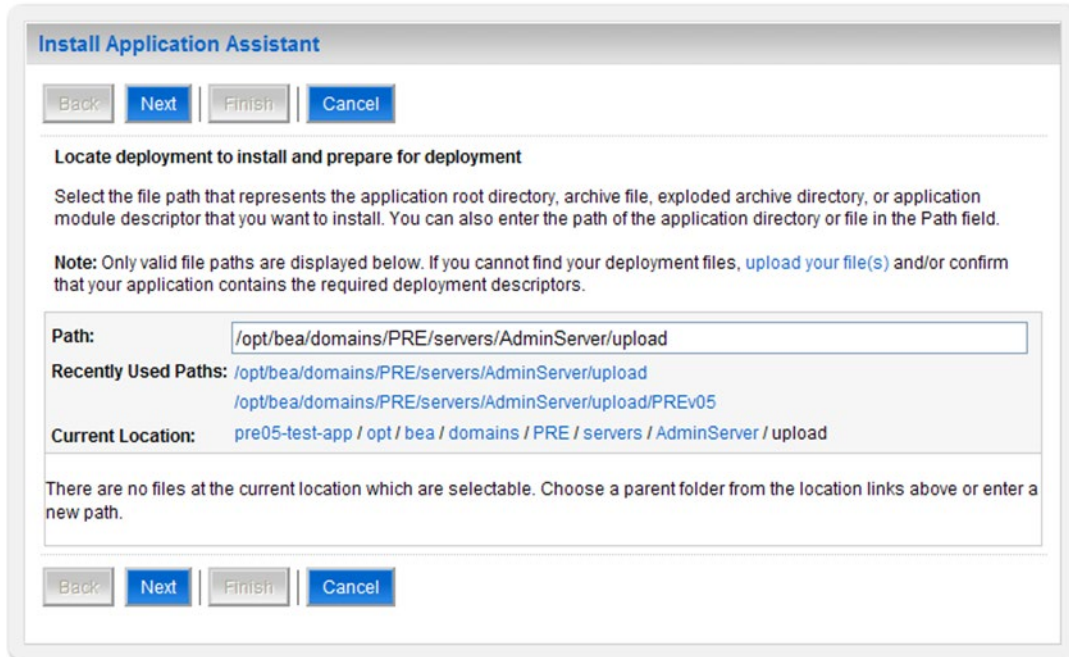 Install Application Assistant
Back Next Finish Cancel
Locate deployment to install and prepare for deployment
Select the file path that represents the application root directory, archive file, exploded archive directory, or application
module descriptor that you want to install. You can also enter the path of the application directory or file in the Path field.
Note: Only valid file paths are displayed below. If you cannot find your deployment files, upload your file(s) and/or confirm
that your application contains the required deployment descriptors.
Path: /opt/bea/domains/PRE/servers/AdminServer/upload
Recently Used Paths: /opt/bea/domains/PRE/servers/AdminServer/upload
/opt/bea/domains/PRE/servers/AdminServer/upload/PREv05
Current Location: pre05-test-app / opt / bea / domains / PRE / servers / AdminServer / upload
There are no files at the current location which are selectable. Choose a parent folder from the location links above or enter a
new path.
Back Next Finish Cancel